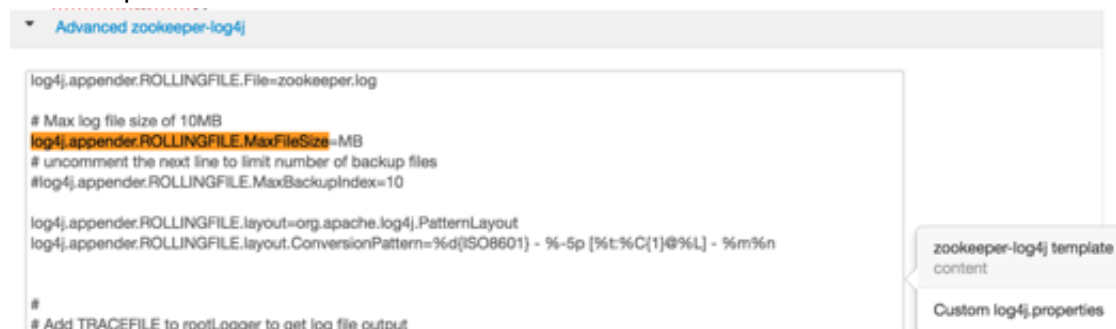 Advanced zookeeper-log4j
log4j.appender.ROLLINGFILE.File=zookeeper.log
# Max log file size of 10MB
log4j.appender.ROLLINGFILE.MaxFileSize=MB
# uncomment the next line to limit number of backup files
#log4j.appender.ROLLINGFILE.MaxBackupIndex=10
log4j.appender.ROLLINGFILE.layout=org.apache.log4j.PatternLayout
log4j.appender.ROLLINGFILE.layout.ConversionPattern=%d{ISO8601} - %-5p [%t:%C{1}@%L] - %m%n
zookeeper-log4j template
content
#
# Add TRACEFILE to rootLogger to get log file output
Custom log4j.properties